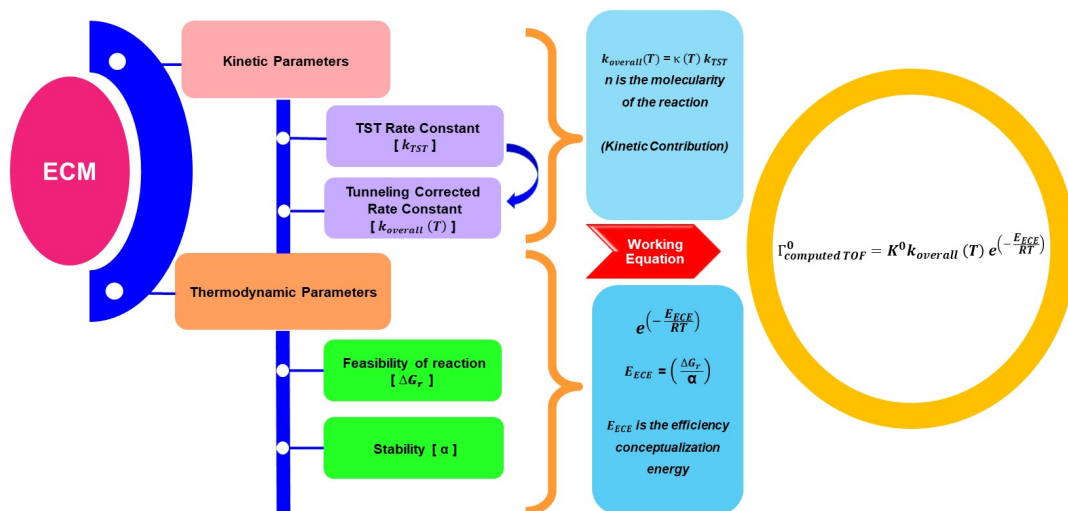 ECM
Kinetic Parameters
TST Rate Constant
[ k_TST ]
Tunneling Corrected
Rate Constant
[ k_overall (T) ]
Thermodynamic Parameters
Feasibility of reaction
[ ΔG_r ]
Stability [ α ]
k_overall(T) = κ (T) k_TST
n is the molecularity
of the reaction
(Kinetic Contribution)
Working
Equation
e^(−E_ECE/RT)
E_ECE = (ΔG_r/α)
E_ECE is the efficiency
conceptualization
energy
Γ^0_computed TOF = K^0 k_overall (T) e^(−E_ECE/RT)